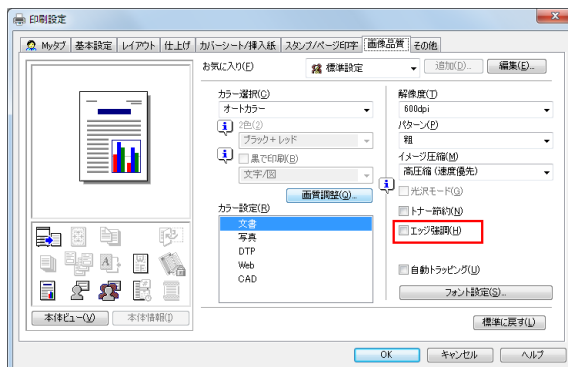 印刷設定
Myタブ 基本設定 レイアウト 仕上げ カバーシート/挿入紙 スタンプ/ページ印字 画像品質 その他
お気に入り(F) 標準設定 追加(D)... 編集(E)...
カラー選択(C)
オートカラー
2色(2)
ブラック+レッド
黒で印刷(B)
文字/図
画質調整(Q)...
カラー設定(R)
文書
写真
DTP
Web
CAD
解像度(T)
600dpi
パターン(P)
粗
イメージ圧縮(M)
高圧縮 (速度優先)
光沢モード(G)
トナー節約(N)
エッジ強調(H)
自動トラッピング(U)
フォント設定(S)...
本体ビュー(V) 本体情報(I)
標準に戻す(L)
OK キャンセル ヘルプ